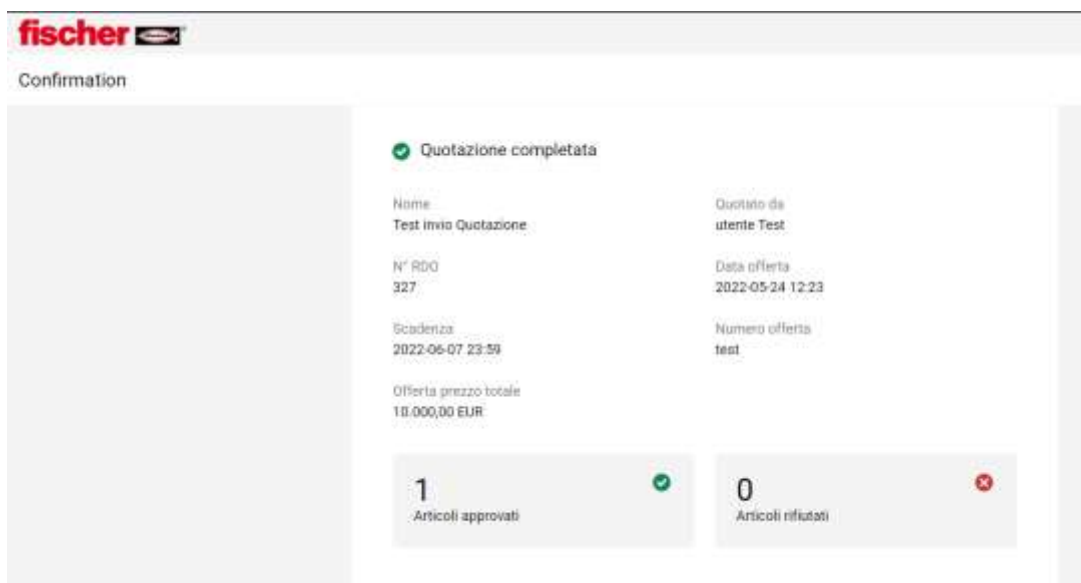 fischer
Confirmation
Quotazione completata
Nome
Test invio Quotazione
Quotato da
utente Test
N° RDO
327
Data offerta
2022-05-24 12:23
Scadenza
2022-06-07 23:59
Numero offerta
test
Offerta prezzo totale
10.000,00 EUR
1
Articoli approvati
0
Articoli rifiutati